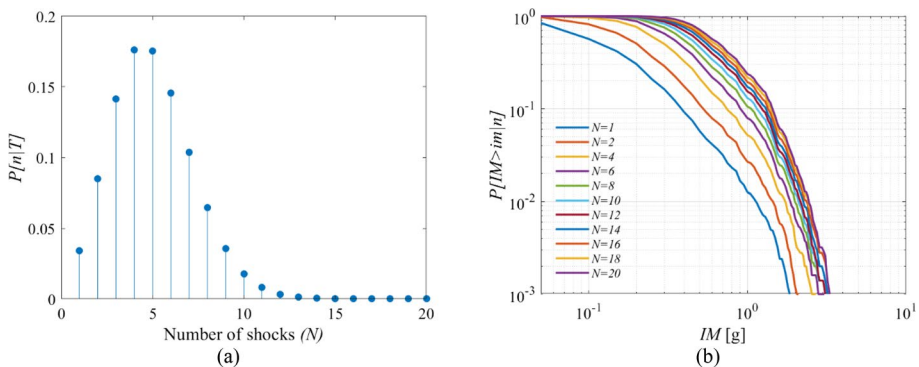 0.2
0.15
0.1
0.05
0
P[n|T]
0 5 10 15 20
Number of shocks (N)
(a)
10^0
10^-1
10^-2
10^-3
P[IM>im|n]
N=1
N=2
N=4
N=6
N=8
N=10
N=12
N=14
N=16
N=18
N=20
10^-1 10^0 10^1
IM [g]
(b)